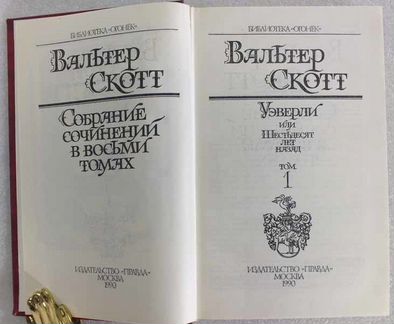 БИБЛИОТЕКА «ОГОНЕК»
ВАЛЬТЕР
СКОТТ
СОБРАНИЕ
СОЧИНЕНИЙ
В ВОСЬМИ
ТОМАХ
ИЗДАТЕЛЬСТВО «ПРАВДА»
МОСКВА
1990
БИБЛИОТЕКА «ОГОНЕК»
ВАЛЬТЕР
СКОТТ
УЭВЕРЛИ
ИЛИ
ШЕСТЬДЕСЯТ
ЛЕТ
НАЗАД
ТОМ
1
ИЗДАТЕЛЬСТВО «ПРАВДА»
МОСКВА
1990